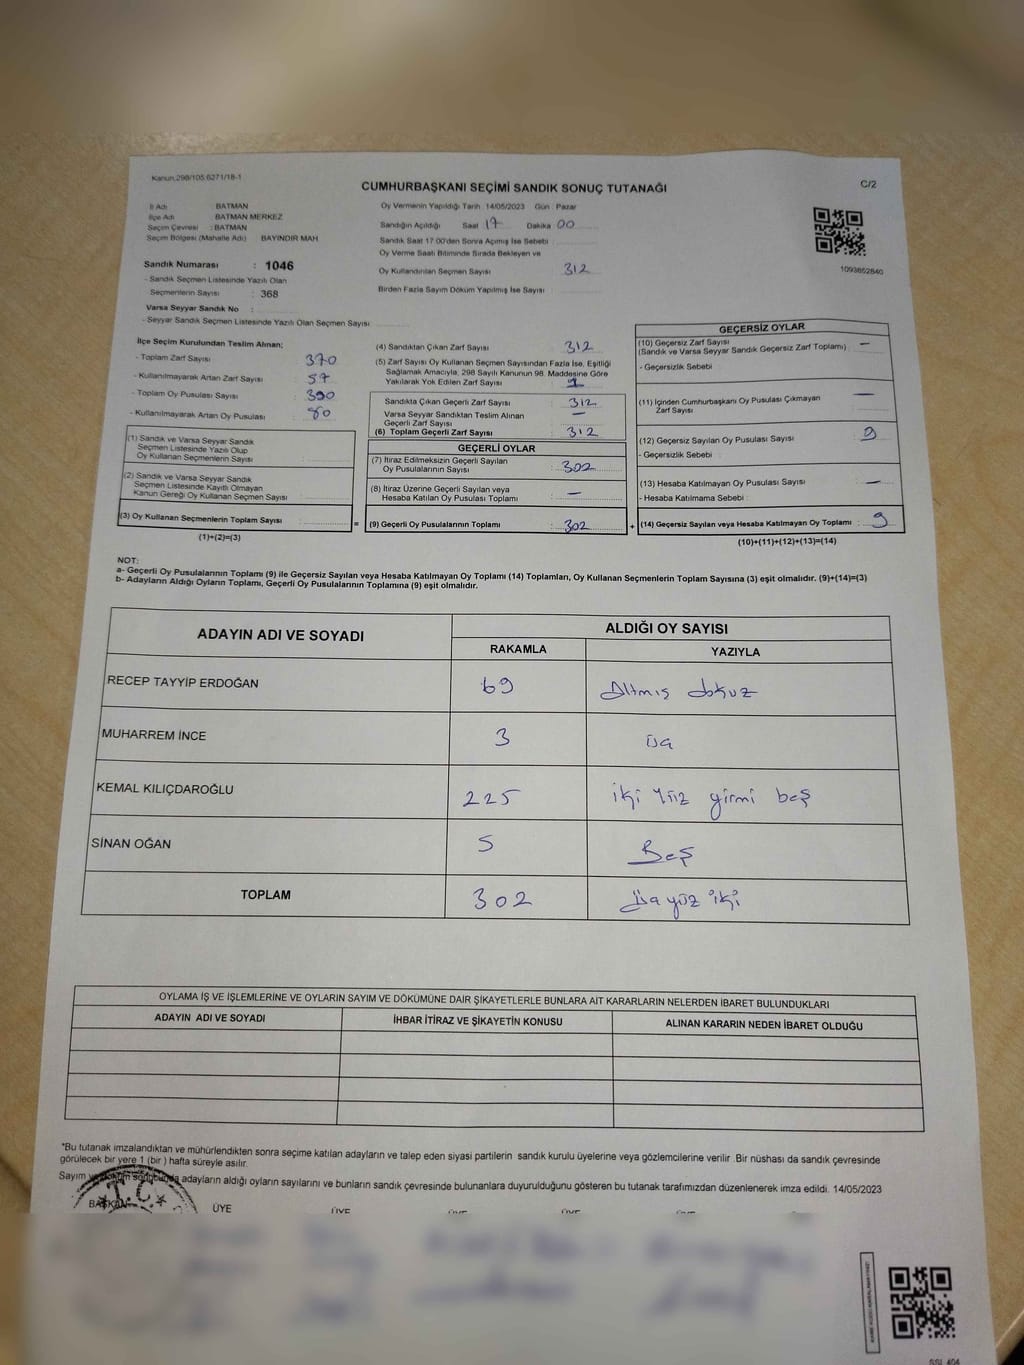 Kanun.298/105.6271/18-1
CUMHURBAŞKANI SEÇİMİ SANDIK SONUÇ TUTANAĞI
C/2
İl Adı BATMAN
İlçe Adı BATMAN MERKEZ
Seçim Çevresi : BATMAN
Seçim Bölgesi (Mahalle Adı) BAYINDIR MAH
Sandık Numarası : 1046
- Sandık Seçmen Listesinde Yazılı Olan
Seçmenlerin Sayısı : 368
Varsa Seyyar Sandık No :
- Seyyar Sandık Seçmen Listesinde Yazılı Olan Seçmen Sayısı
Oy Vermenin Yapıldığı Tarih 14/05/2023 Gün : Pazar
Sandığın Açıldığı Saat 17 Dakika 00
Sandık Saat 17 00'den Sonra Açımış İse Sebebi
Oy Verme Saati Bitiminde Sırada Bekleyen ve
Oy Kullandırılan Seçmen Sayısı 312
Birden Fazla Sayım Döküm Yapılmış İse Sayısı
1093652840
İlçe Seçim Kurulundan Teslim Alınan;
- Toplam Zarf Sayısı 370
- Kullanılmayarak Artan Zarf Sayısı 57
- Toplam Oy Pusulası Sayısı 390
- Kullanılmayarak Artan Oy Pusulası 80
(1) Sandık ve Varsa Seyyar Sandık
Seçmen Listesinde Yazılı Olup
Oy Kullanan Seçmenlerin Sayısı
(2) Sandık ve Varsa Seyyar Sandık
Seçmen Listesinde Kayıtlı Olmayan
Kanun Gereği Oy Kullanan Seçmen Sayısı
(3) Oy Kullanan Seçmenlerin Toplam Sayısı : =
(1)+(2)=(3)
(4) Sandıktan Çıkan Zarf Sayısı : 312
(5) Zarf Sayısı Oy Kullanan Seçmen Sayısından Fazla İse, Eşitliği
Sağlamak Amacıyla, 298 Sayılı Kanunun 98. Maddesine Göre
Yakılarak Yok Edilen Zarf Sayısı
Sandıkta Çıkan Geçerli Zarf Sayısı : 312
Varsa Seyyar Sandıktan Teslim Alınan
Geçerli Zarf Sayısı —
(6) Toplam Geçerli Zarf Sayısı : 312
GEÇERLİ OYLAR
(7) İtiraz Edilmeksizin Geçerli Sayılan
Oy Pusulalarının Sayısı : 302
(8) İtiraz Üzerine Geçerli Sayılan veya
Hesaba Katılan Oy Pusulası Toplamı : —
(9) Geçerli Oy Pusulalarının Toplamı : 302 +
GEÇERSİZ OYLAR
(10) Geçersiz Zarf Sayısı
(Sandık ve Varsa Seyyar Sandık Geçersiz Zarf Toplamı) —
- Geçersizlik Sebebi :
(11) İçinden Cumhurbaşkanı Oy Pusulası Çıkmayan
Zarf Sayısı : —
(12) Geçersiz Sayılan Oy Pusulası Sayısı : 9
- Geçersizlik Sebebi
(13) Hesaba Katılmayan Oy Pusulası Sayısı : —
- Hesaba Katılmama Sebebi :
(14) Geçersiz Sayılan veya Hesaba Katılmayan Oy Toplamı : 9
(10)+(11)+(12)+(13)=(14)
NOT:
a- Geçerli Oy Pusulalarının Toplamı (9) ile Geçersiz Sayılan veya Hesaba Katılmayan Oy Toplamı (14) Toplamları, Oy Kullanan Seçmenlerin Toplam Sayısına (3) eşit olmalıdır. (9)+(14)=(3)
b- Adayların Aldığı Oyların Toplamı, Geçerli Oy Pusulalarının Toplamına (9) eşit olmalıdır.
ADAYIN ADI VE SOYADI ALDIĞI OY SAYISI
RAKAMLA YAZIYLA
RECEP TAYYİP ERDOĞAN 69 Altmış dokuz
MUHARREM İNCE 3 üç
KEMAL KILIÇDAROĞLU 225 iki Yüz yirmi beş
SİNAN OĞAN 5 Beş
TOPLAM 302 Üçyüz iki
OYLAMA İŞ VE İŞLEMLERİNE VE OYLARIN SAYIM VE DÖKÜMÜNE DAİR ŞİKAYETLERLE BUNLARA AİT KARARLARIN NELERDEN İBARET BULUNDUKLARI
ADAYIN ADI VE SOYADI İHBAR İTİRAZ VE ŞİKAYETİN KONUSU ALINAN KARARIN NEDEN İBARET OLDUĞU
*Bu tutanak imzalandıktan ve mühürlendikten sonra seçime katılan adayların ve talep eden siyasi partilerin sandık kurulu üyelerine veya gözlemcilerine verilir .Bir nüshası da sandık çevresinde
görülecek bir yere 1 (bir ) hafta süreyle asılır.
Sayım ve döküm sonucunda adayların aldığı oyların sayılarını ve bunların sandık çevresinde bulunanlara duyurulduğunu gösteren bu tutanak tarafımızdan düzenlenerek imza edildi. 14/05/2023
T.C.
BAŞKAN ÜYE ÜYE ÜYE ÜYE